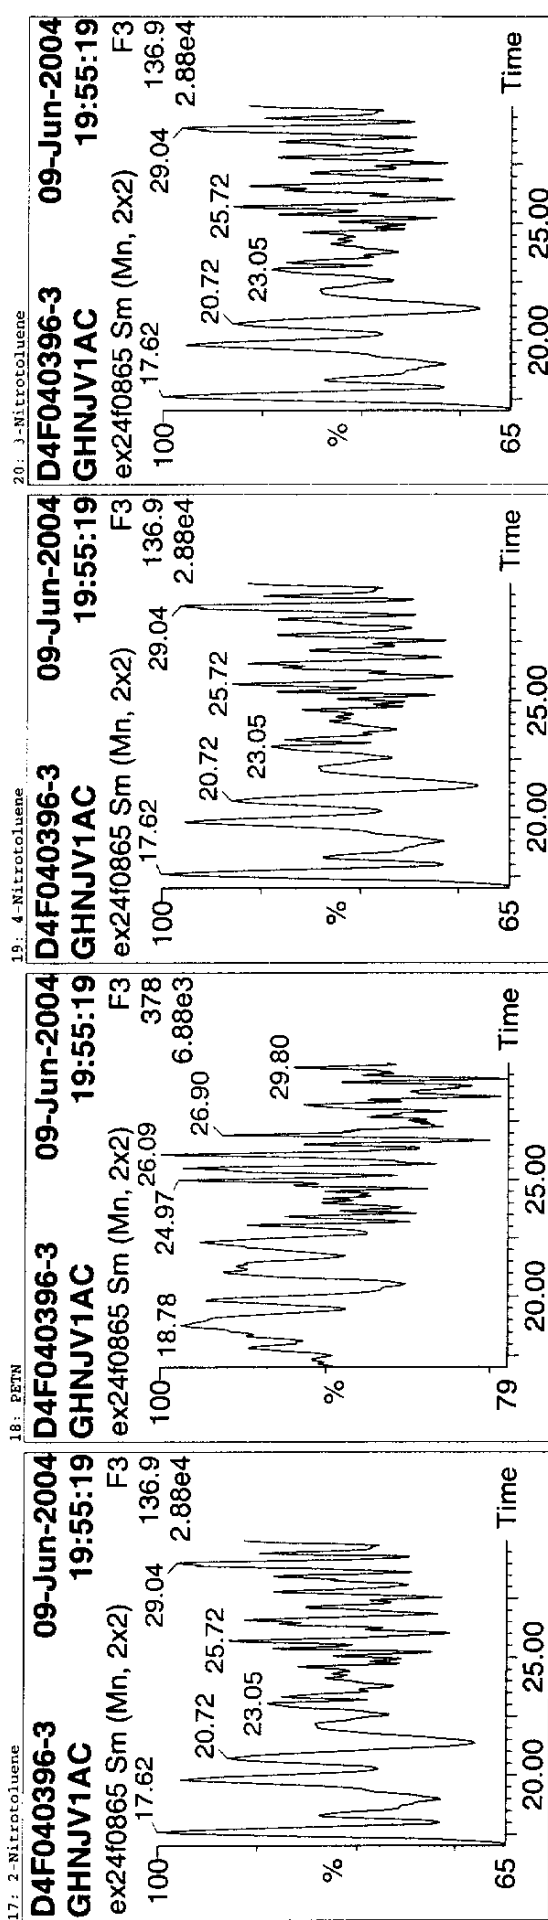 17: 2-Nitrotoluene
D4F040396-3 09-Jun-2004
GHNJV1AC 19:55:19
ex24f0865 Sm (Mn, 2x2) F3
136.9
2.88e4
100
17.62
20.72
23.05
25.72
29.04
%
65
20.00
25.00
Time
18: PETN
D4F040396-3 09-Jun-2004
GHNJV1AC 19:55:19
ex24f0865 Sm (Mn, 2x2) F3
378
6.88e3
100
18.78
24.97
26.09
26.90
29.80
%
79
20.00
25.00
Time
19: 4-Nitrotoluene
D4F040396-3 09-Jun-2004
GHNJV1AC 19:55:19
ex24f0865 Sm (Mn, 2x2) F3
136.9
2.88e4
100
17.62
20.72
23.05
25.72
29.04
%
65
20.00
25.00
Time
20: 3-Nitrotoluene
D4F040396-3 09-Jun-2004
GHNJV1AC 19:55:19
ex24f0865 Sm (Mn, 2x2) F3
136.9
2.88e4
100
17.62
20.72
23.05
25.72
29.04
%
65
20.00
25.00
Time